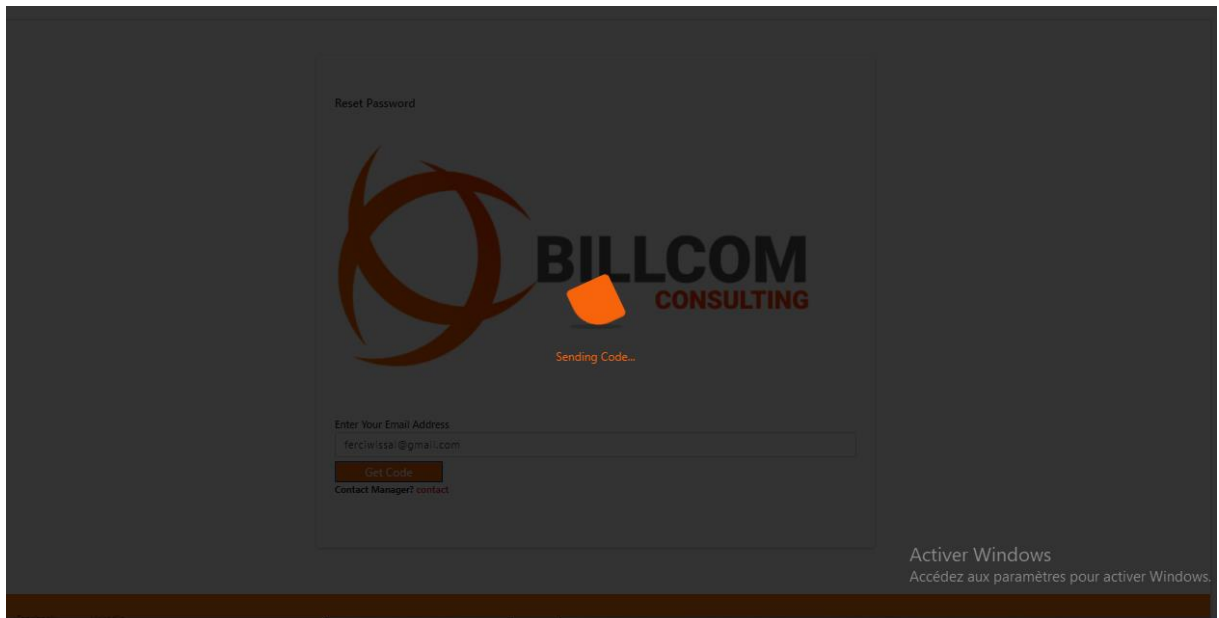 Reset Password
BILLCOM
CONSULTING
Sending Code...
Enter Your Email Address
ferciwissal@gmail.com
Get Code
Contact Manager? contact
Activer Windows
Accédez aux paramètres pour activer Windows.